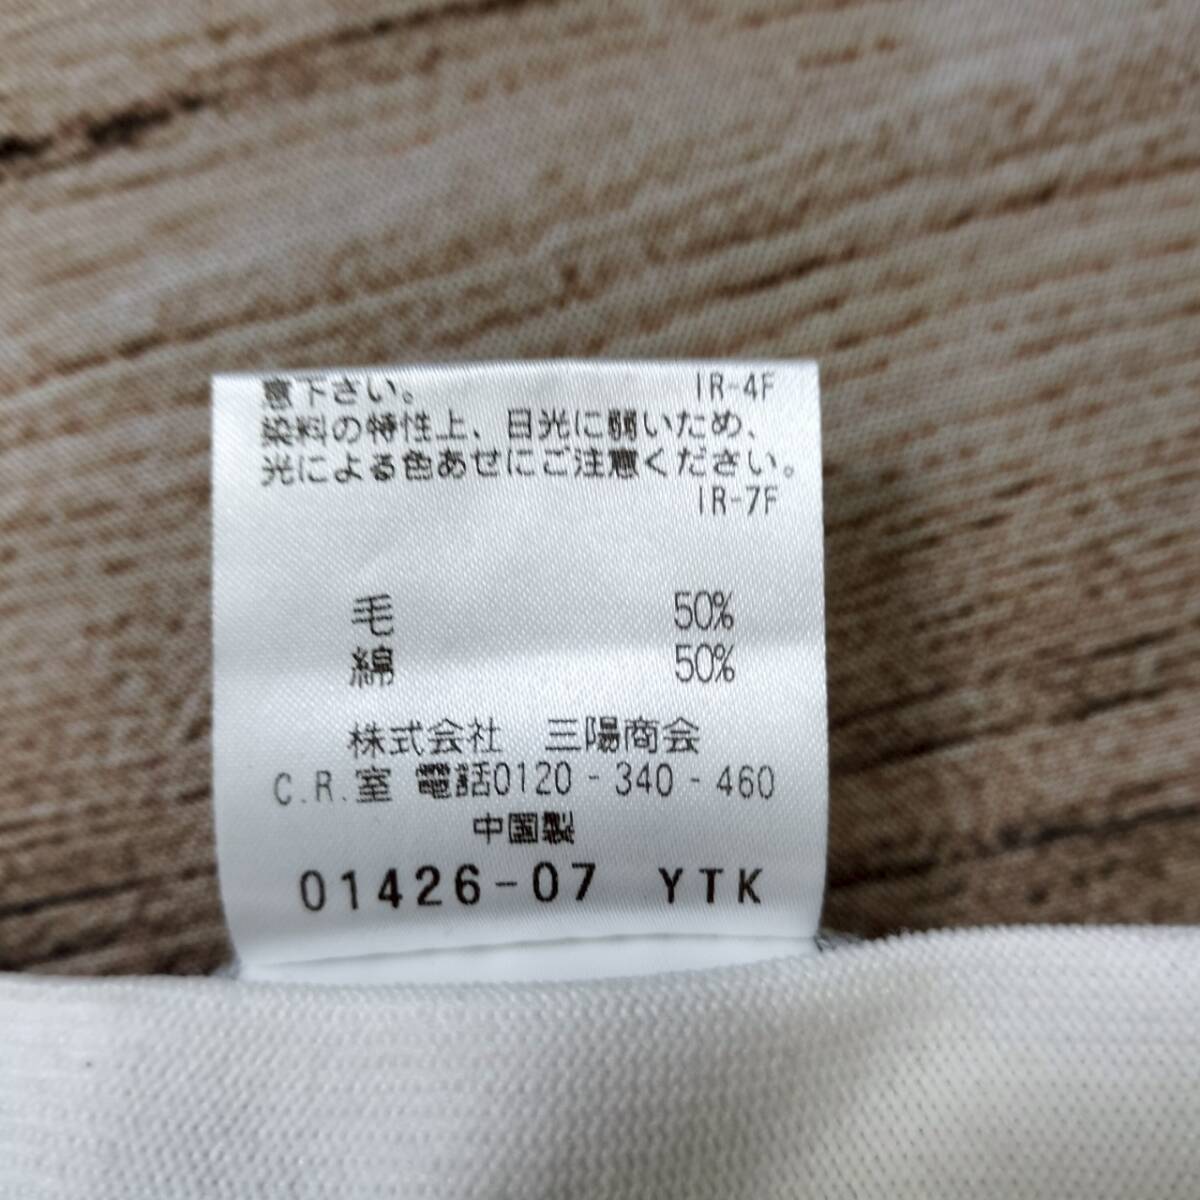 意下さい。 IR-4F
染料の特性上、日光に弱いため、
光による色あせにご注意ください。
IR-7F
毛 50%
綿 50%
株式会社 三陽商会
C.R.室 電話0120-340-460
中国製
01426-07 YTK